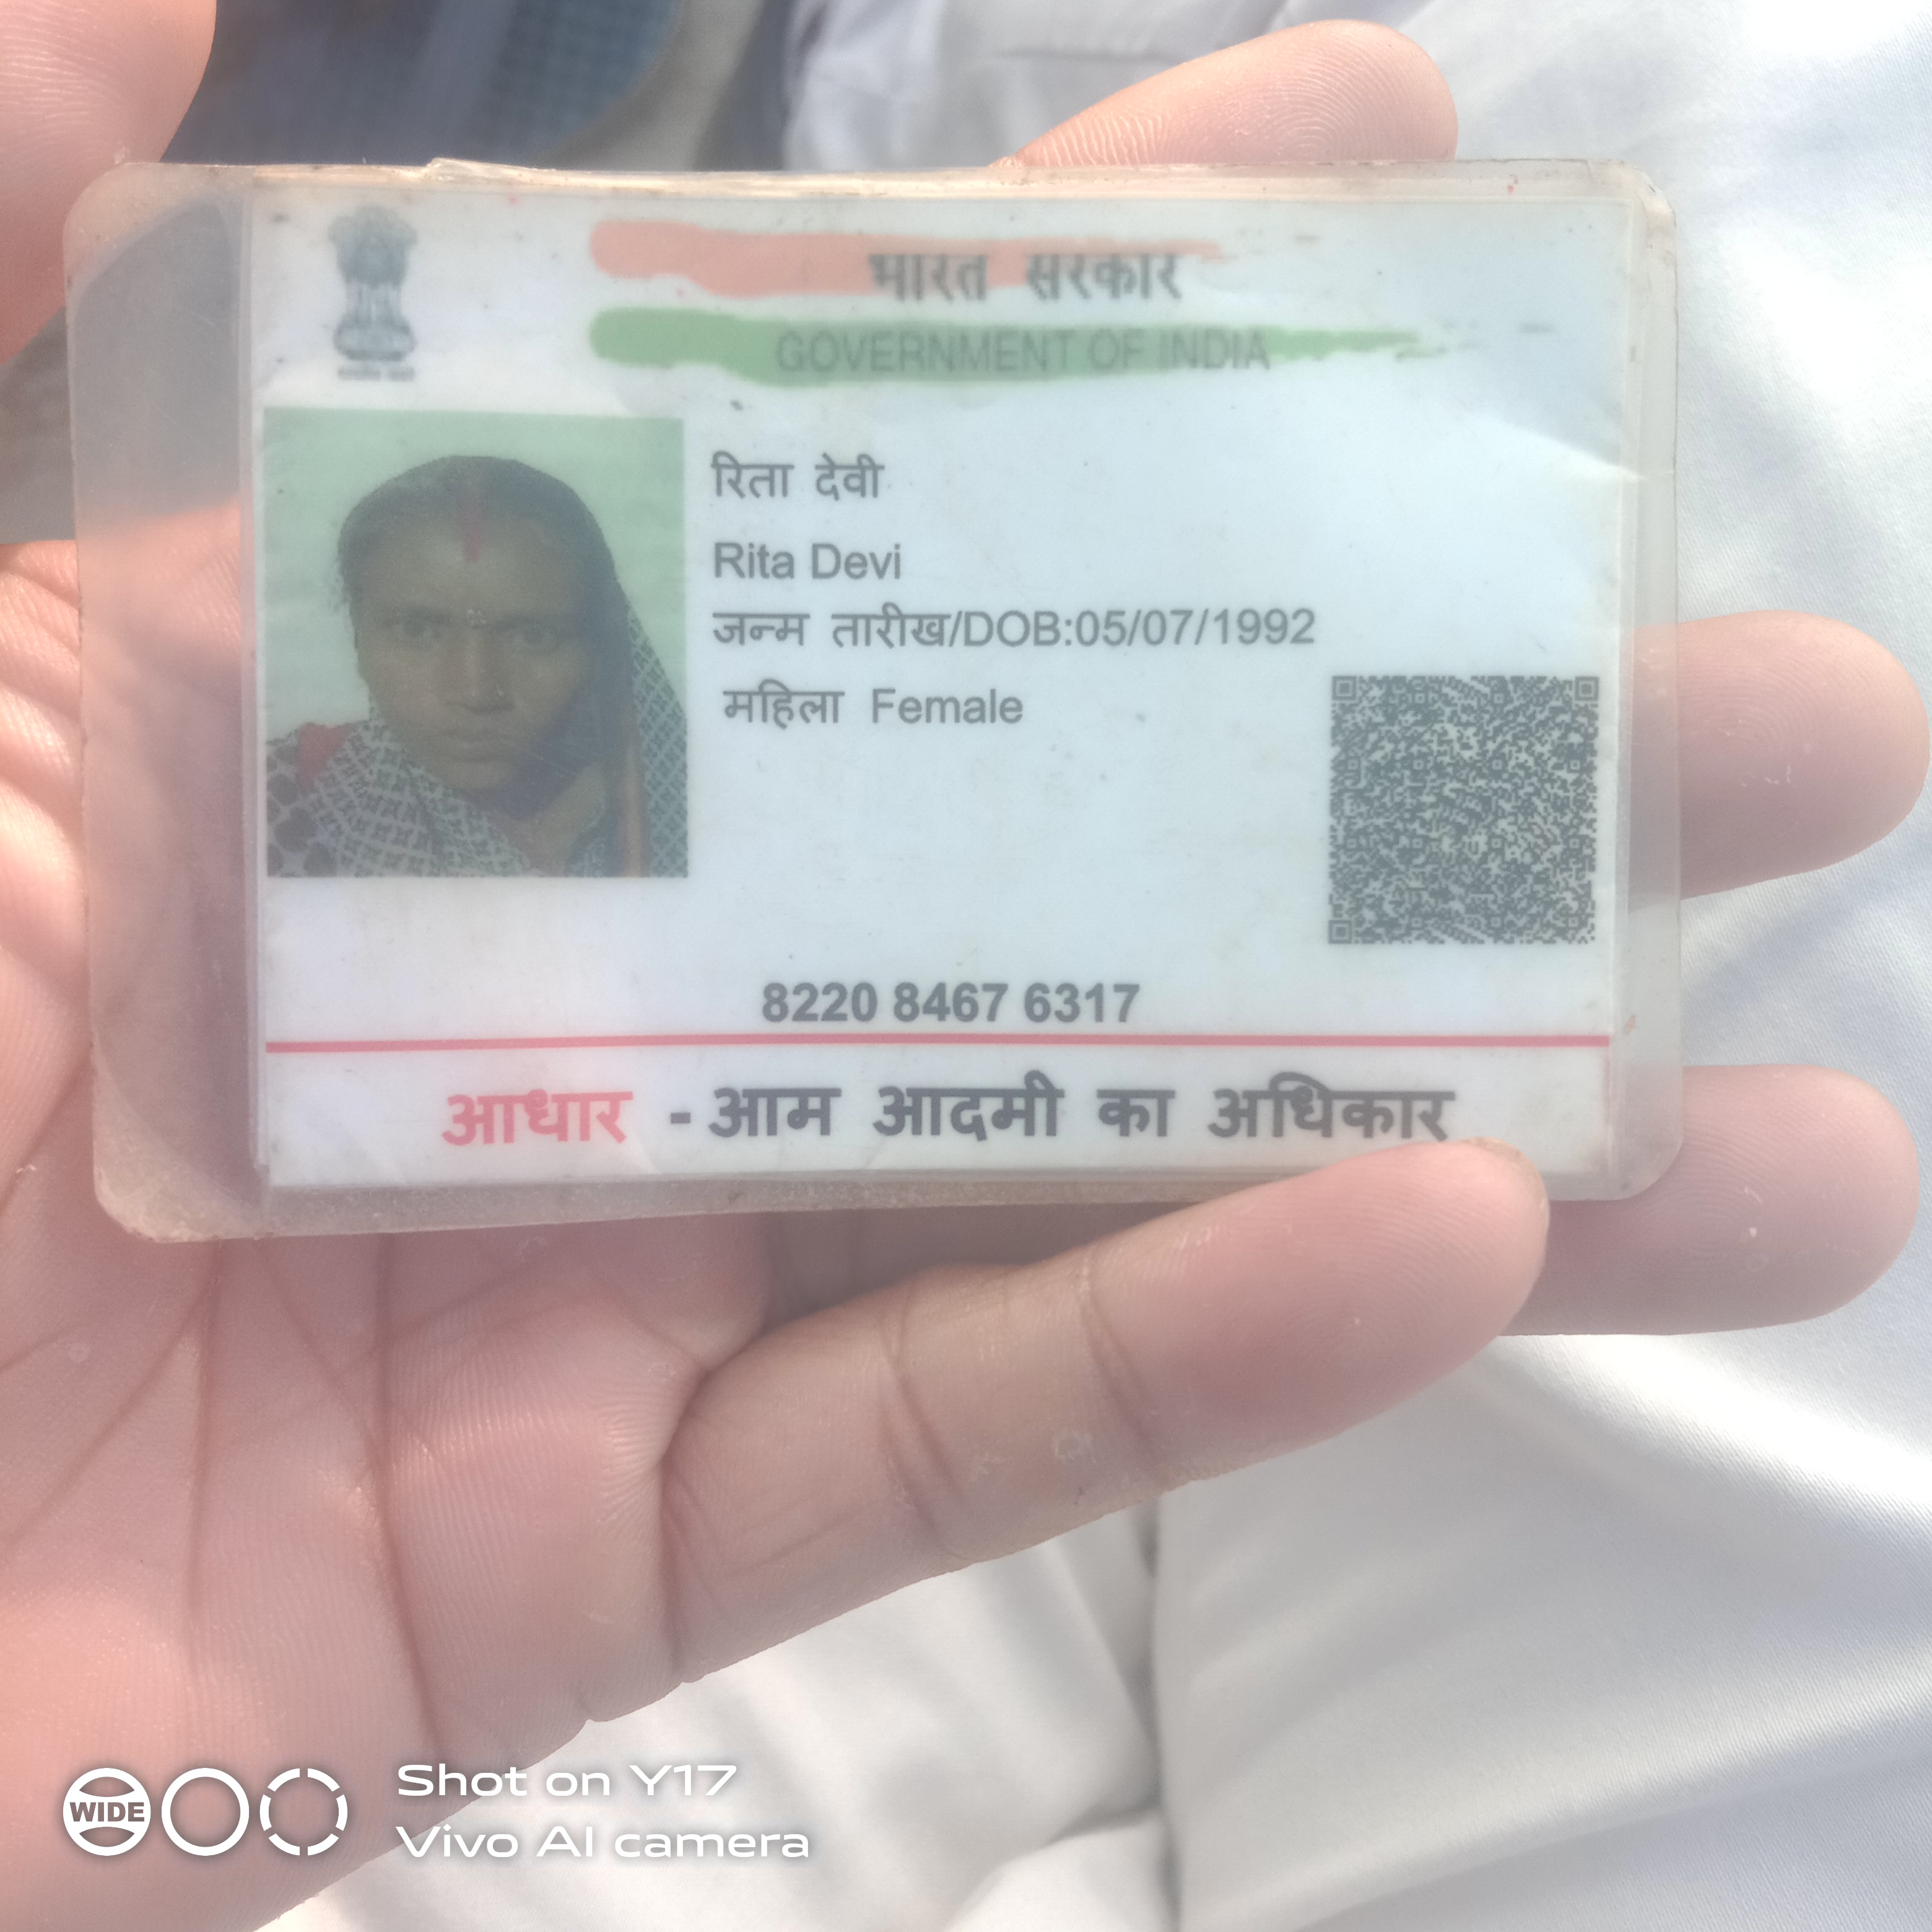 भारत सरकार
GOVERNMENT OF INDIA
रिता देवी
Rita Devi
जन्म तारीख/DOB:05/07/1992
महिला Female
8220 8467 6317
आधार - आम आदमी का अधिकार
WIDE
Shot on Y17
Vivo AI camera